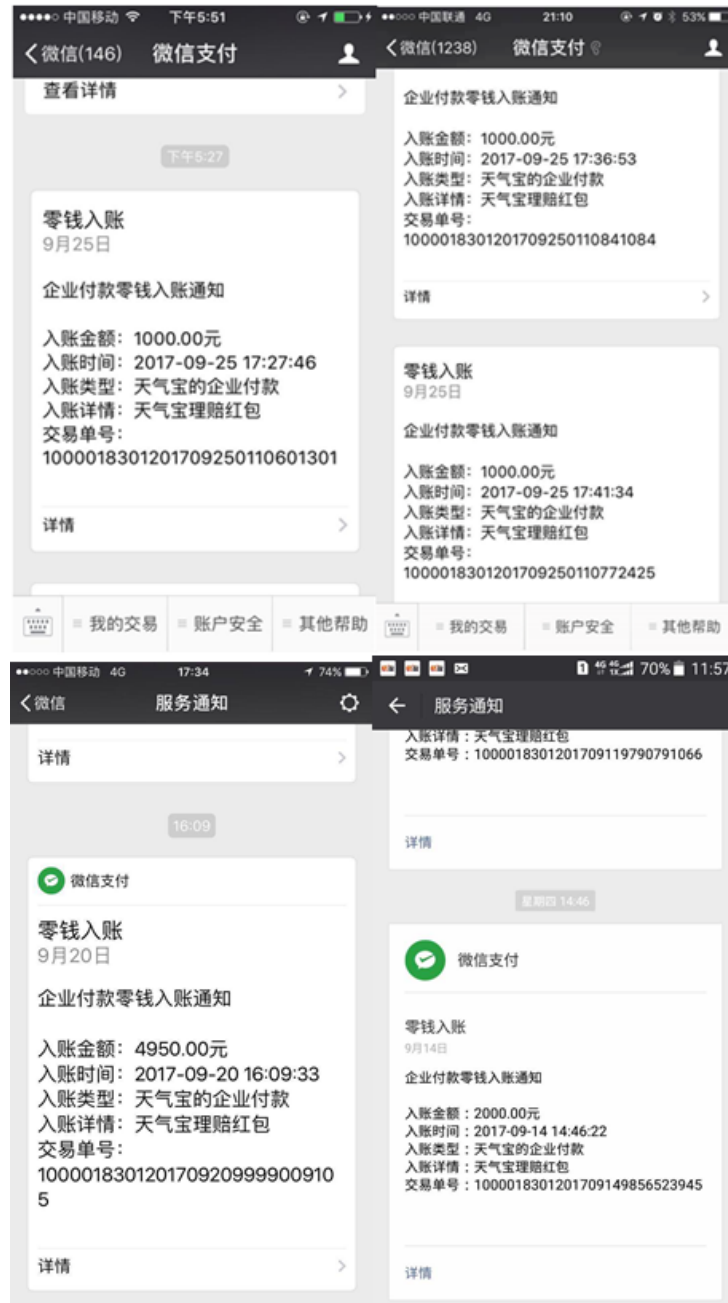 中国移动 下午5:51
微信(146) 微信支付
查看详情
下午5:27
零钱入账
9月25日
企业付款零钱入账通知
入账金额：1000.00元
入账时间：2017-09-25 17:27:46
入账类型：天气宝的企业付款
入账详情：天气宝理赔红包
交易单号：
1000018301201709250110601301
详情
我的交易 账户安全 其他帮助
中国联通 4G 21:10 53%
微信(1238) 微信支付
企业付款零钱入账通知
入账金额：1000.00元
入账时间：2017-09-25 17:36:53
入账类型：天气宝的企业付款
入账详情：天气宝理赔红包
交易单号：
1000018301201709250110841084
详情
零钱入账
9月25日
企业付款零钱入账通知
入账金额：1000.00元
入账时间：2017-09-25 17:41:34
入账类型：天气宝的企业付款
入账详情：天气宝理赔红包
交易单号：
1000018301201709250110772425
我的交易 账户安全 其他帮助
中国移动 4G 17:34 74%
微信 服务通知
详情
16:09
微信支付
零钱入账
9月20日
企业付款零钱入账通知
入账金额：4950.00元
入账时间：2017-09-20 16:09:33
入账类型：天气宝的企业付款
入账详情：天气宝理赔红包
交易单号：
100001830120170920999900910
5
详情
70% 11:57
服务通知
入账详情：天气宝理赔红包
交易单号：1000018301201709119790791066
详情
星期四 14:46
微信支付
零钱入账
9月14日
企业付款零钱入账通知
入账金额：2000.00元
入账时间：2017-09-14 14:46:22
入账类型：天气宝的企业付款
入账详情：天气宝理赔红包
交易单号：1000018301201709149856523945
详情